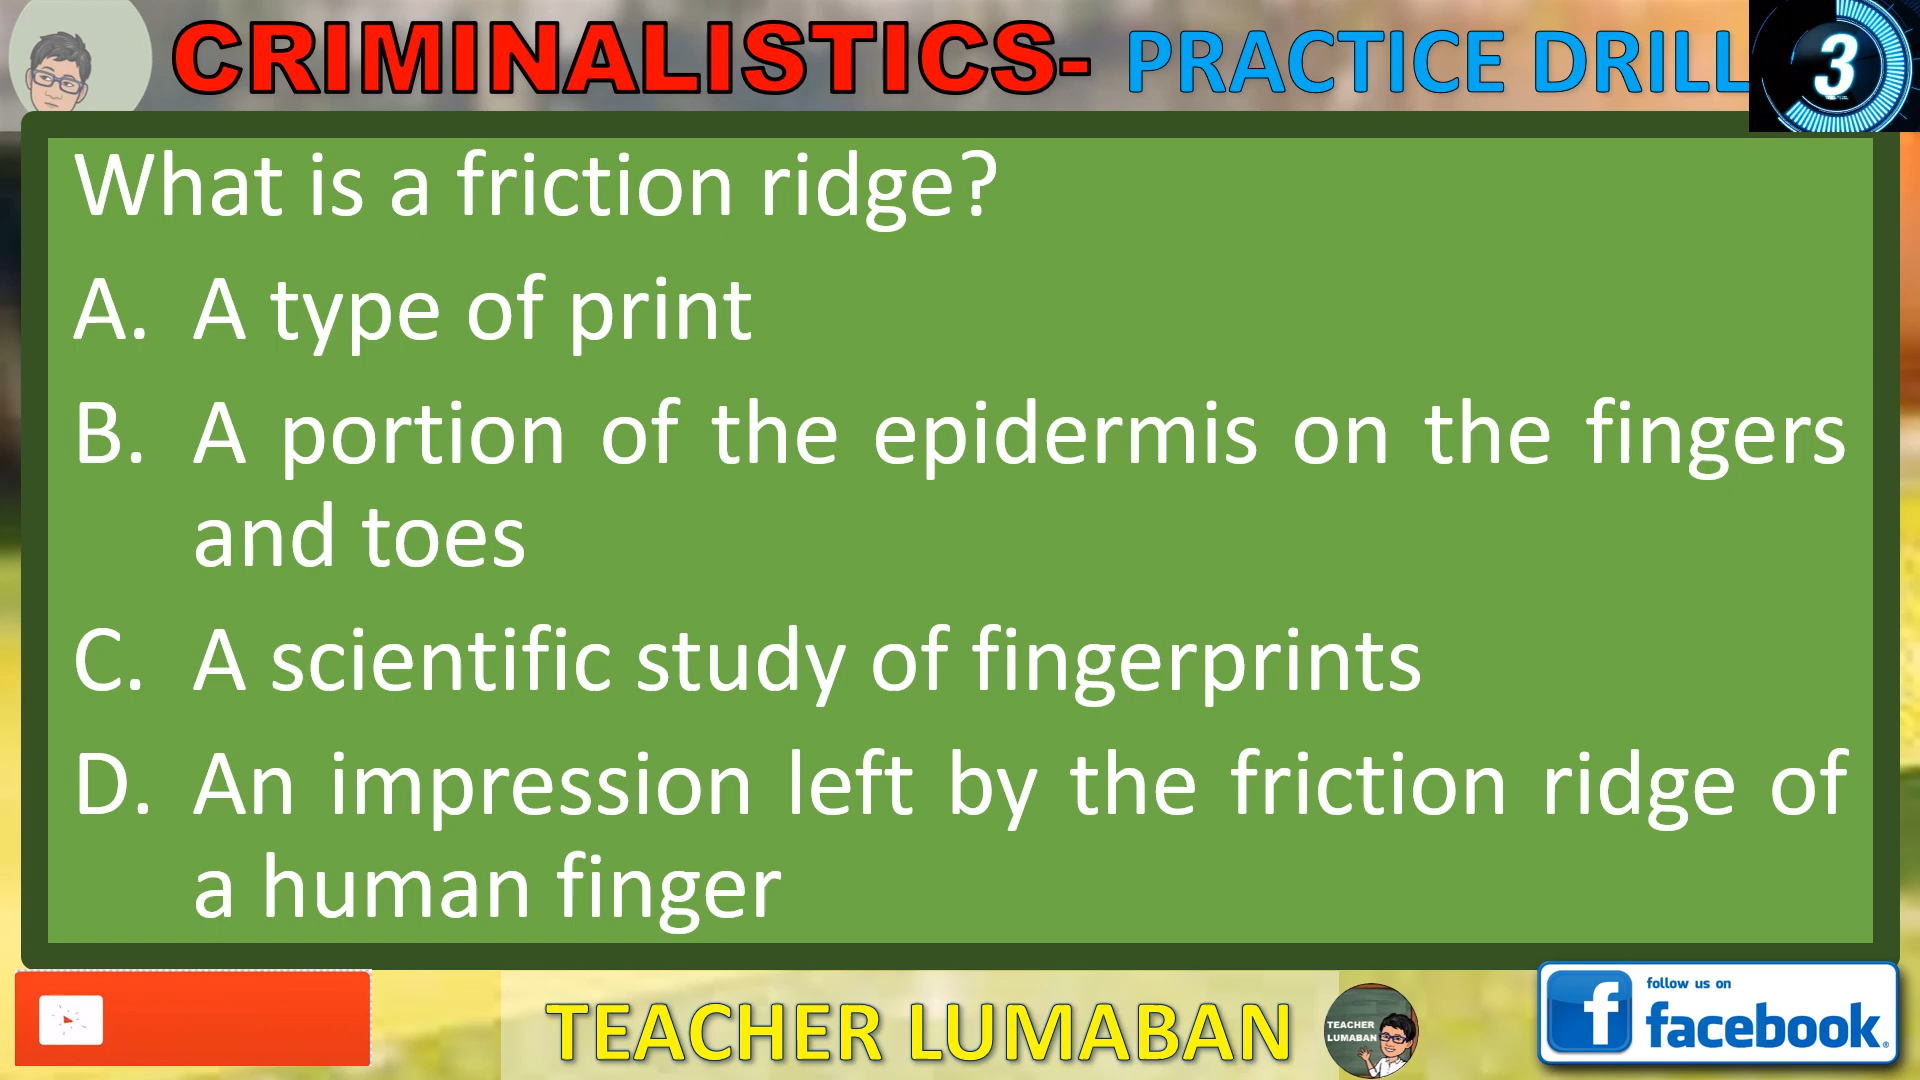 CRIMINALISTICS- PRACTICE DRILL
3
What is a friction ridge?
A. A type of print
B. A portion of the epidermis on the fingers
and toes
C. A scientific study of fingerprints
D. An impression left by the friction ridge of
a human finger
TEACHER LUMABAN
TEACHER
LUMABAN
follow us on
facebook